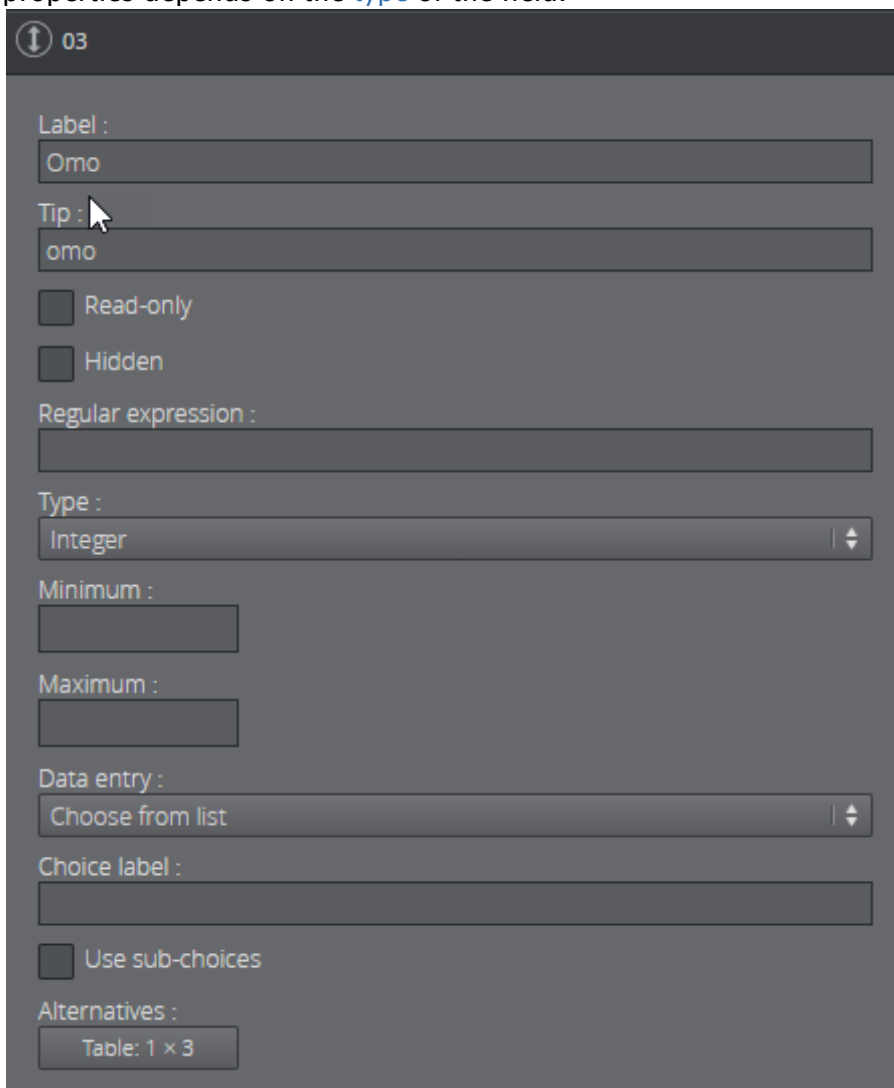 properties depends on the type of the field.
03
Label :
Omo
Tip :
omo
Read-only
Hidden
Regular expression :
Type :
Integer
Minimum :
Maximum :
Data entry :
Choose from list
Choice label :
Use sub-choices
Alternatives :
Table: 1 × 3